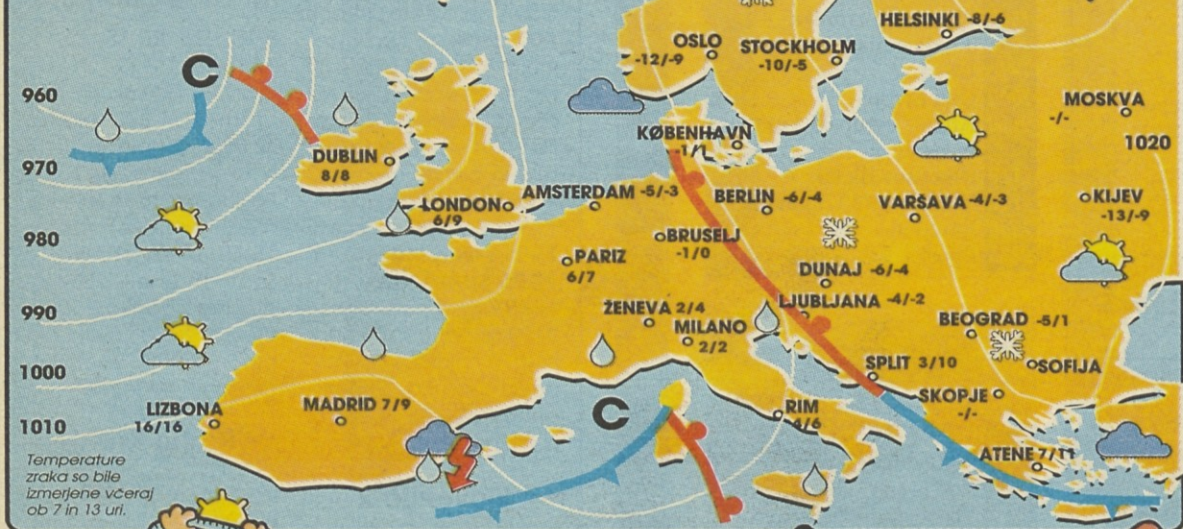 HELSINKI -8/-6
OSLO
-12/-9
STOCKHOLM
-10/-5
C
960
MOSKVA
-/-
KØBENHAVN
-1/1
1020
DUBLIN
8/8
970
AMSTERDAM -5/-3
BERLIN -6/-4
VARŠAVA -4/-3
KIJEV
-13/-9
LONDON
6/9
980
BRUSELJ
-1/0
PARIZ
6/7
DUNAJ -6/-4
990
ŽENEVA 2/4
LJUBLJANA -4/-2
MILANO
2/2
BEOGRAD -5/1
1000
SPLIT 3/10
SOFIJA
SKOPJE
-/-
LIZBONA
16/16
MADRID 7/9
C
RIM
4/6
1010
ATENE 7/11
Temperature
zraka so bile
izmerjene včeraj
ob 7 in 13 uri.